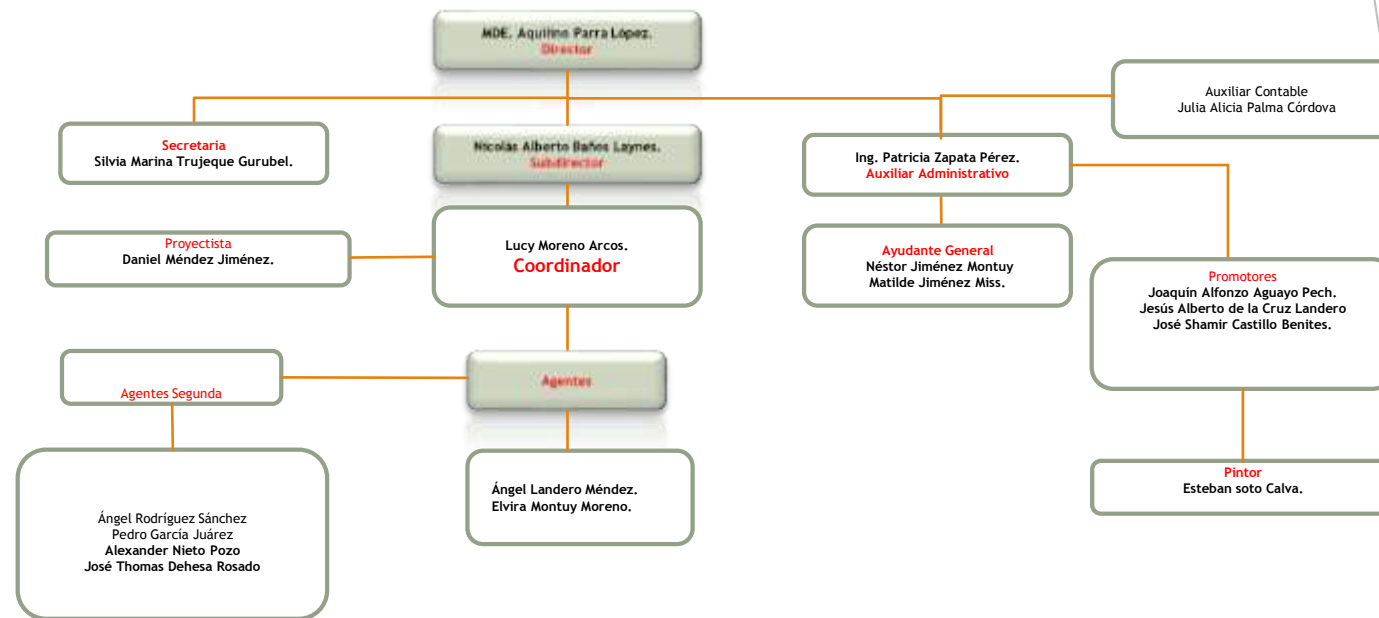 MDE. Aquilino Parra López.
Director
Auxiliar Contable
Julia Alicia Palma Córdova
Secretaria
Silvia Marina Trujeque Gurubel.
Nicolás Alberto Baños Laynes.
Subdirector
Ing. Patricia Zapata Pérez.
Auxiliar Administrativo
Proyectista
Daniel Méndez Jiménez.
Lucy Moreno Arcos.
Coordinador
Ayudante General
Néstor Jiménez Montuy
Matilde Jiménez Miss.
Promotores
Joaquín Alfonzo Aguayo Pech.
Jesús Alberto de la Cruz Landero
José Shamir Castillo Benites.
Agentes Segunda
Agentes
Ángel Landero Méndez.
Elvira Montuy Moreno.
Pintor
Esteban soto Calva.
Ángel Rodríguez Sánchez
Pedro García Juárez
Alexander Nieto Pozo
José Thomas Dehesa Rosado